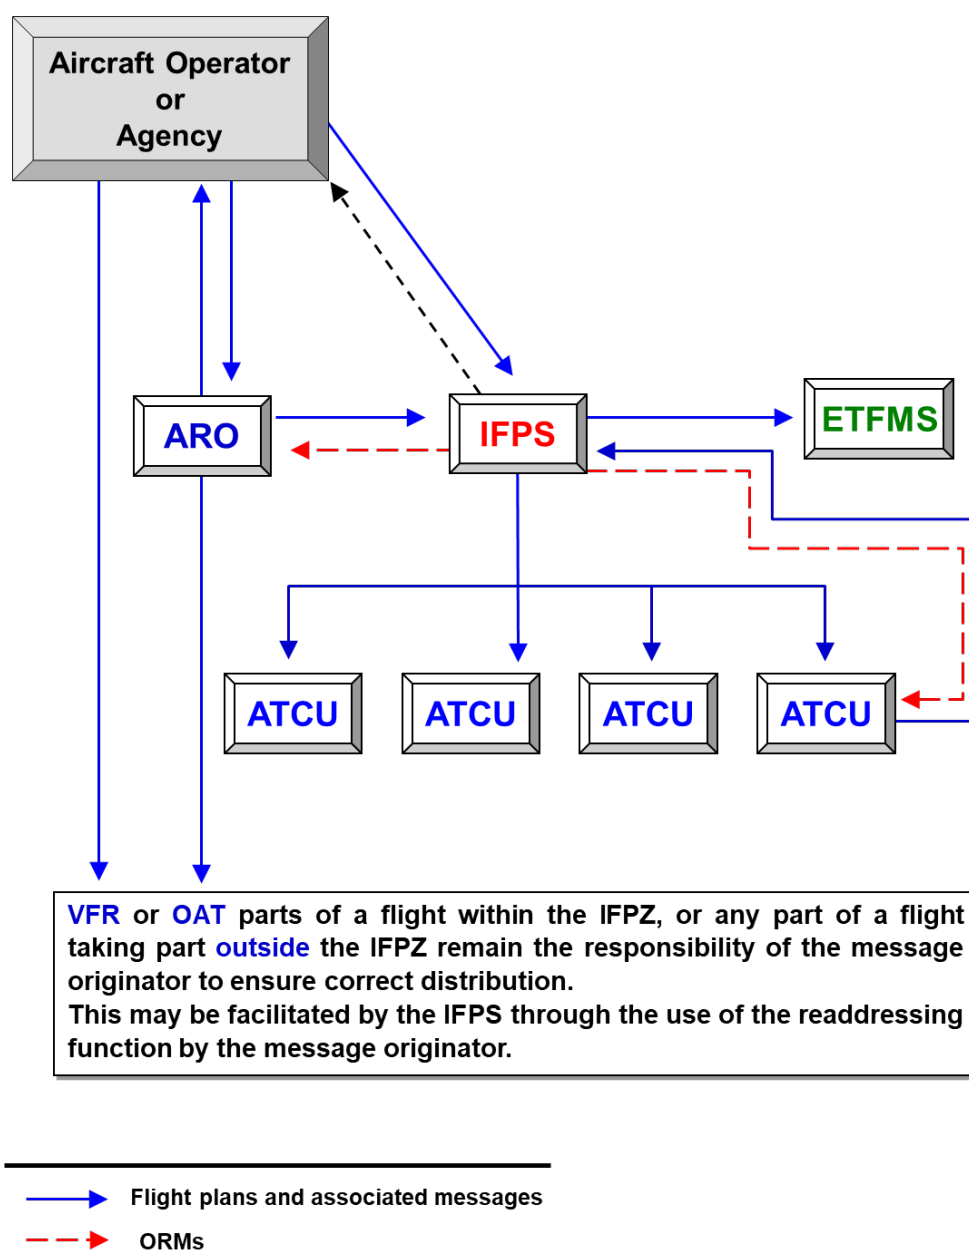 Aircraft Operator
or
Agency
ARO
IFPS
ETFMS
ATCU
ATCU
ATCU
ATCU
VFR or OAT parts of a flight within the IFPZ, or any part of a flight
taking part outside the IFPZ remain the responsibility of the message
originator to ensure correct distribution.
This may be facilitated by the IFPS through the use of the readdressing
function by the message originator.
Flight plans and associated messages
ORMs